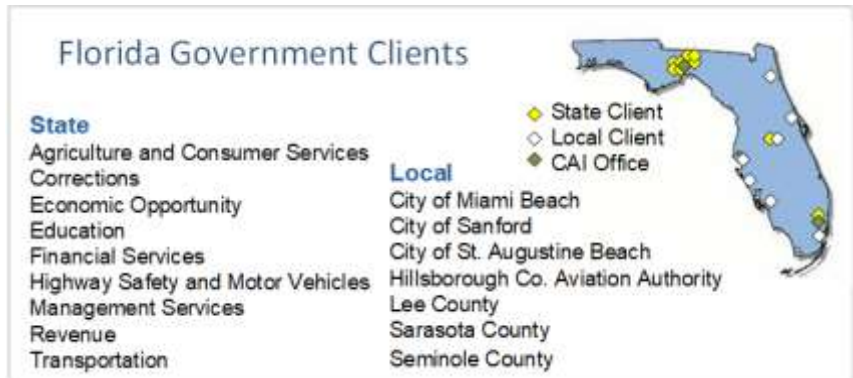 Florida Government Clients
State
Agriculture and Consumer Services
Corrections
Economic Opportunity
Education
Financial Services
Highway Safety and Motor Vehicles
Management Services
Revenue
Transportation
Local
City of Miami Beach
City of Sanford
City of St. Augustine Beach
Hillsborough Co. Aviation Authority
Lee County
Sarasota County
Seminole County
State Client
Local Client
CAI Office